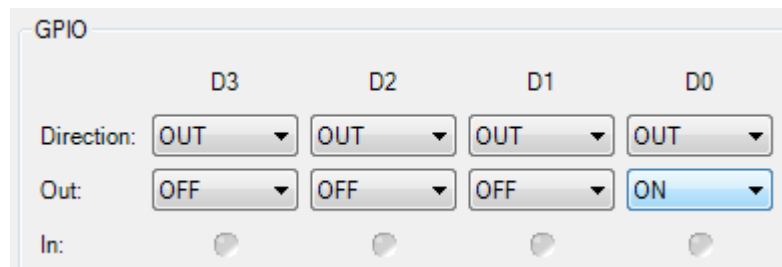 GPIO
D3 D2 D1 D0
Direction: OUT OUT OUT OUT
Out: OFF OFF OFF ON
In: